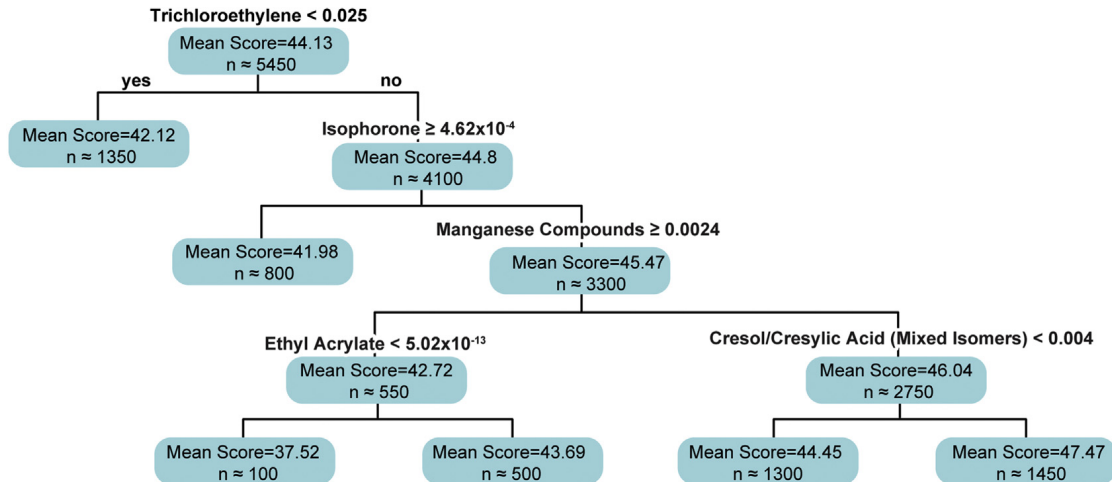 Trichloroethylene < 0.025
Mean Score=44.13
n ≈ 5450
yes
no
Mean Score=42.12
n ≈ 1350
Isophorone ≥ 4.62x10⁻⁴
Mean Score=44.8
n ≈ 4100
Mean Score=41.98
n ≈ 800
Manganese Compounds ≥ 0.0024
Mean Score=45.47
n ≈ 3300
Ethyl Acrylate < 5.02x10⁻¹³
Mean Score=42.72
n ≈ 550
Cresol/Cresylic Acid (Mixed Isomers) < 0.004
Mean Score=46.04
n ≈ 2750
Mean Score=37.52
n ≈ 100
Mean Score=43.69
n ≈ 500
Mean Score=44.45
n ≈ 1300
Mean Score=47.47
n ≈ 1450